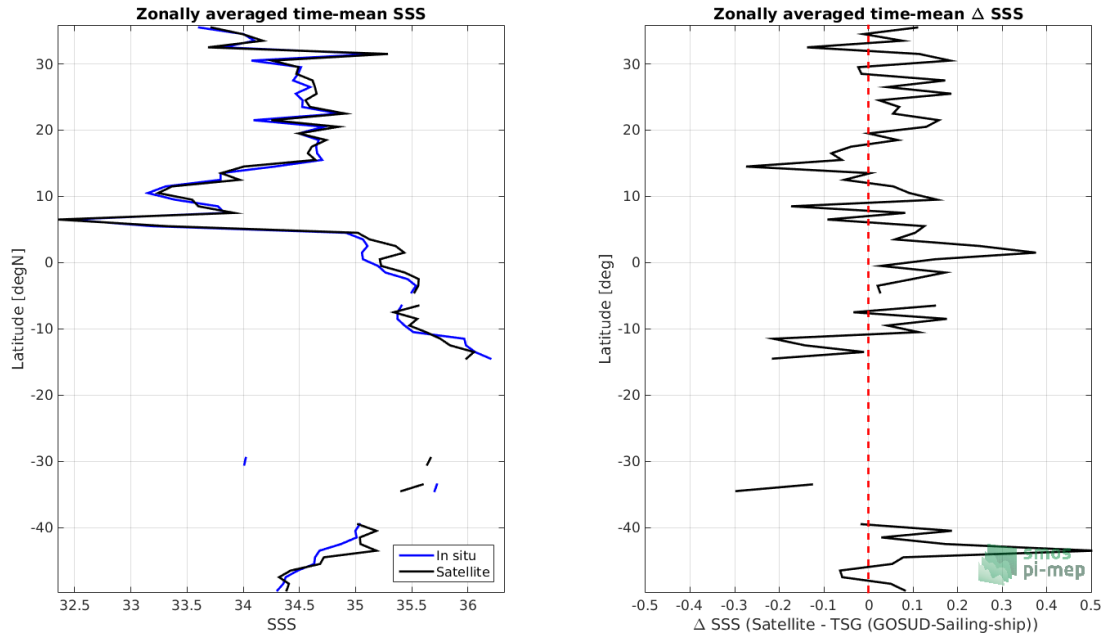 Zonally averaged time-mean SSS
Latitude [degN]
30
20
10
0
-10
-20
-30
-40
32.5 33 33.5 34 34.5 35 35.5 36
SSS
In situ
Satellite
Zonally averaged time-mean Δ SSS
Latitude [deg]
30
20
10
0
-10
-20
-30
-40
-0.5 -0.4 -0.3 -0.2 -0.1 0 0.1 0.2 0.3 0.4 0.5
Δ SSS (Satellite - TSG (GOSUD-Sailing-ship))
smos
pi-mep